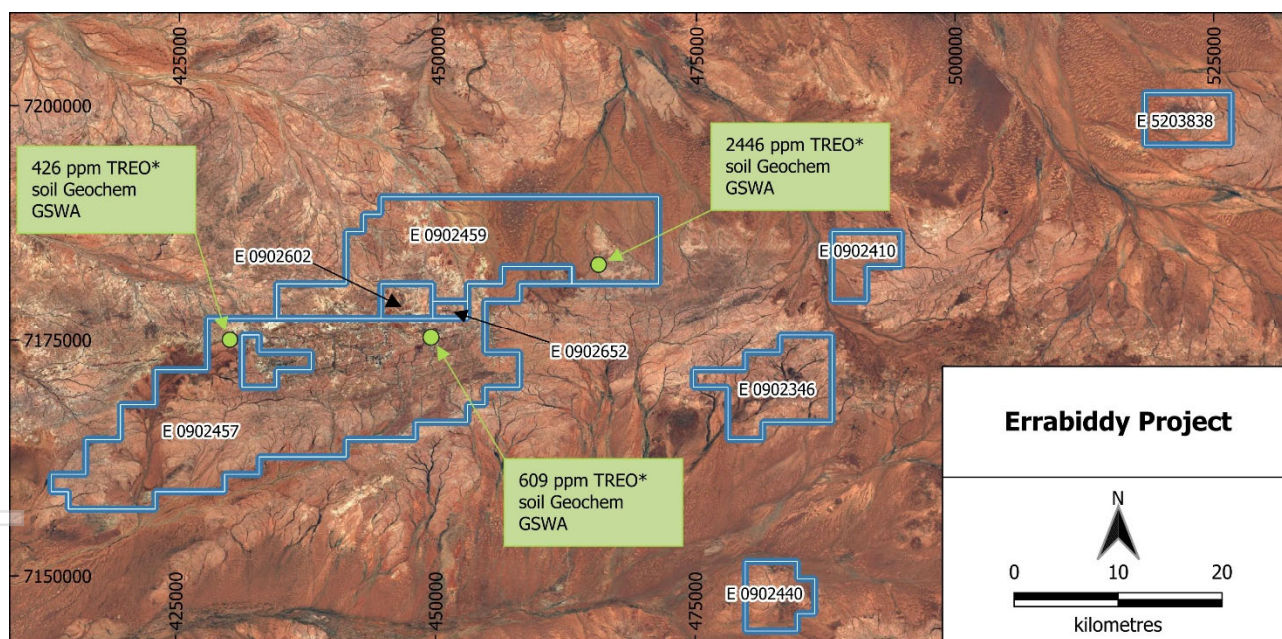 425000
450000
475000
500000
525000
7200000
E 5203838
426 ppm TREO*
soil Geochem
GSWA
2446 ppm TREO*
soil Geochem
GSWA
E 0902459
E 0902602
E 0902410
7175000
E 0902652
E 0902346
E 0902457
Errabiddy Project
609 ppm TREO*
soil Geochem
GSWA
N
7150000
E 0902440
0
10
20
kilometres
425000
450000
475000